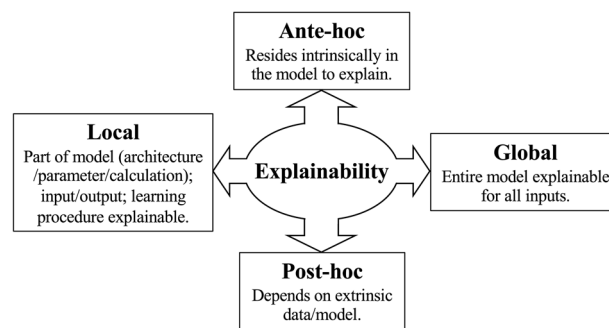 Ante-hoc
Resides intrinsically in
the model to explain.
Local
Part of model (architecture
/parameter/calculation);
input/output; learning
procedure explainable.
Explainability
Global
Entire model explainable
for all inputs.
Post-hoc
Depends on extrinsic
data/model.